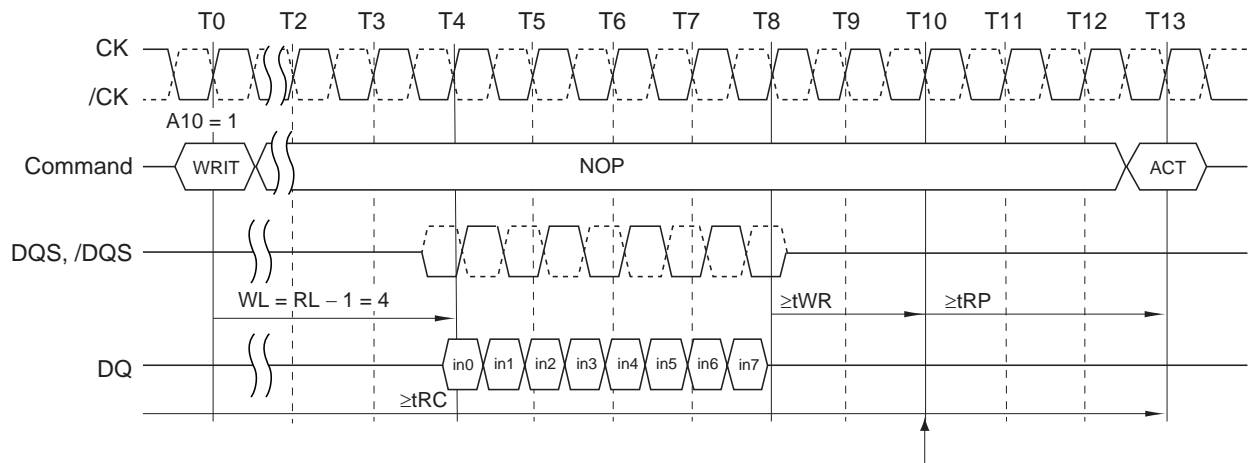 T0 T2 T3 T4 T5 T6 T7 T8 T9 T10 T11 T12 T13
CK
/CK
A10 = 1
Command WRIT NOP ACT
DQS, /DQS
WL = RL − 1 = 4 ≥tWR ≥tRP
DQ in0 in1 in2 in3 in4 in5 in6 in7
≥tRC